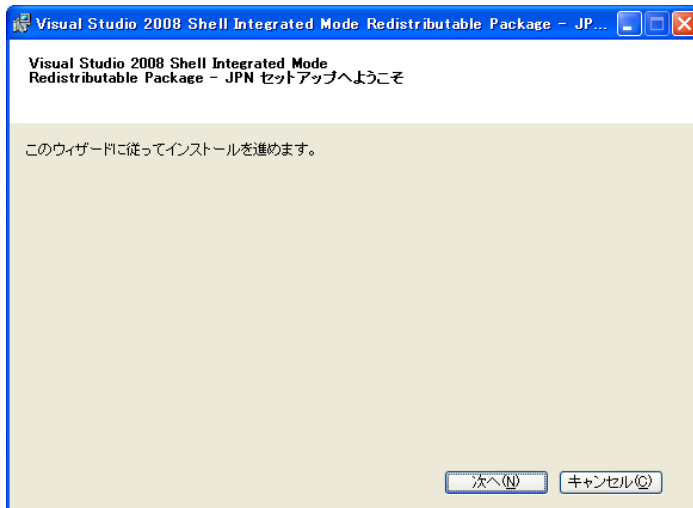 Visual Studio 2008 Shell Integrated Mode Redistributable Package - JP...
Visual Studio 2008 Shell Integrated Mode
Redistributable Package - JPN セットアップへようこそ
このウィザードに従ってインストールを進めます。
次へ(N) キャンセル(C)